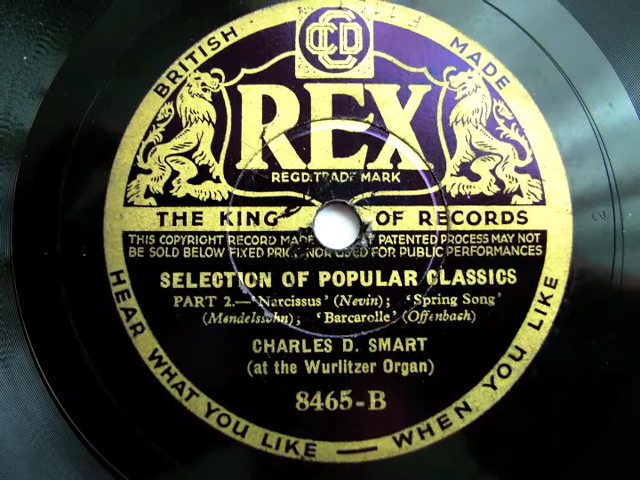 BRITISH MADE
CCD
REX
REGD. TRADE MARK
THE KING OF RECORDS
THIS COPYRIGHT RECORD MADE PATENTED PROCESS MAY NOT
BE SOLD BELOW FIXED PRICE NOR USED FOR PUBLIC PERFORMANCES
SELECTION OF POPULAR CLASSICS
PART 2.—'Narcissus' (Nevin); 'Spring Song'
(Mendelssohn); 'Barcarolle' (Offenbach)
CHARLES D. SMART
(at the Wurlitzer Organ)
8465-B
HEAR WHAT YOU LIKE — WHEN YOU LIKE
2